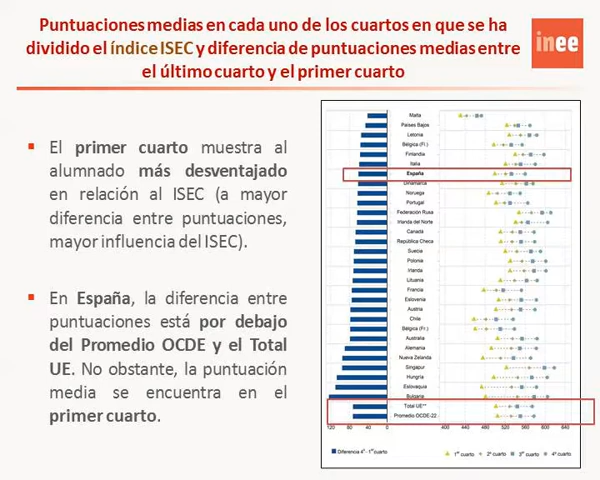 Puntuaciones medias en cada uno de los cuartos en que se ha
dividido el índice ISEC y diferencia de puntuaciones medias entre
el último cuarto y el primer cuarto
inee
El primer cuarto muestra al
alumnado más desventajado
en relación al ISEC (a mayor
diferencia entre puntuaciones,
mayor influencia del ISEC).
En España, la diferencia entre
puntuaciones está por debajo
del Promedio OCDE y el Total
UE. No obstante, la puntuación
media se encuentra en el
primer cuarto.
Malta
Países Bajos
Letonia
Bélgica (Fl.)
Finlandia
Italia
España
Dinamarca
Noruega
Portugal
Federación Rusa
Irlanda del Norte
Canadá
República Checa
Suecia
Polonia
Irlanda
Lituania
Francia
Eslovenia
Austria
Chile
Bélgica (Fr.)
Australia
Alemania
Nueva Zelanda
Singapur
Hungría
Eslovaquia
Bulgaria
Total UE**
Promedio OCDE-22
120 80 40 0 400 440 480 520 560 600 640
Diferencia 4º - 1º cuarto
1º cuarto 2º cuarto 3º cuarto 4º cuarto